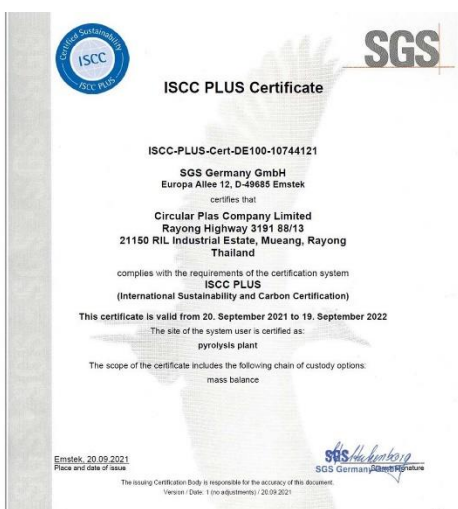 Certified Sustainability
ISCC
ISCC PLUS
SGS
ISCC PLUS Certificate
ISCC-PLUS-Cert-DE100-10744121
SGS Germany GmbH
Europa Allee 12, D-49685 Emstek
certifies that
Circular Plas Company Limited
Rayong Highway 3191 88/13
21150 RIL Industrial Estate, Mueang, Rayong
Thailand
complies with the requirements of the certification system
ISCC PLUS
(International Sustainability and Carbon Certification)
This certificate is valid from 20. September 2021 to 19. September 2022
The site of the system user is certified as:
pyrolysis plant
The scope of the certificate includes the following chain of custody options:
mass balance
Emstek, 20.09.2021
Place and date of issue
SGS
SGS Germany GmbH
The issuing Certification Body is responsible for the accuracy of this document.
Version / Date: 1 (no adjustments) / 20.09.2021